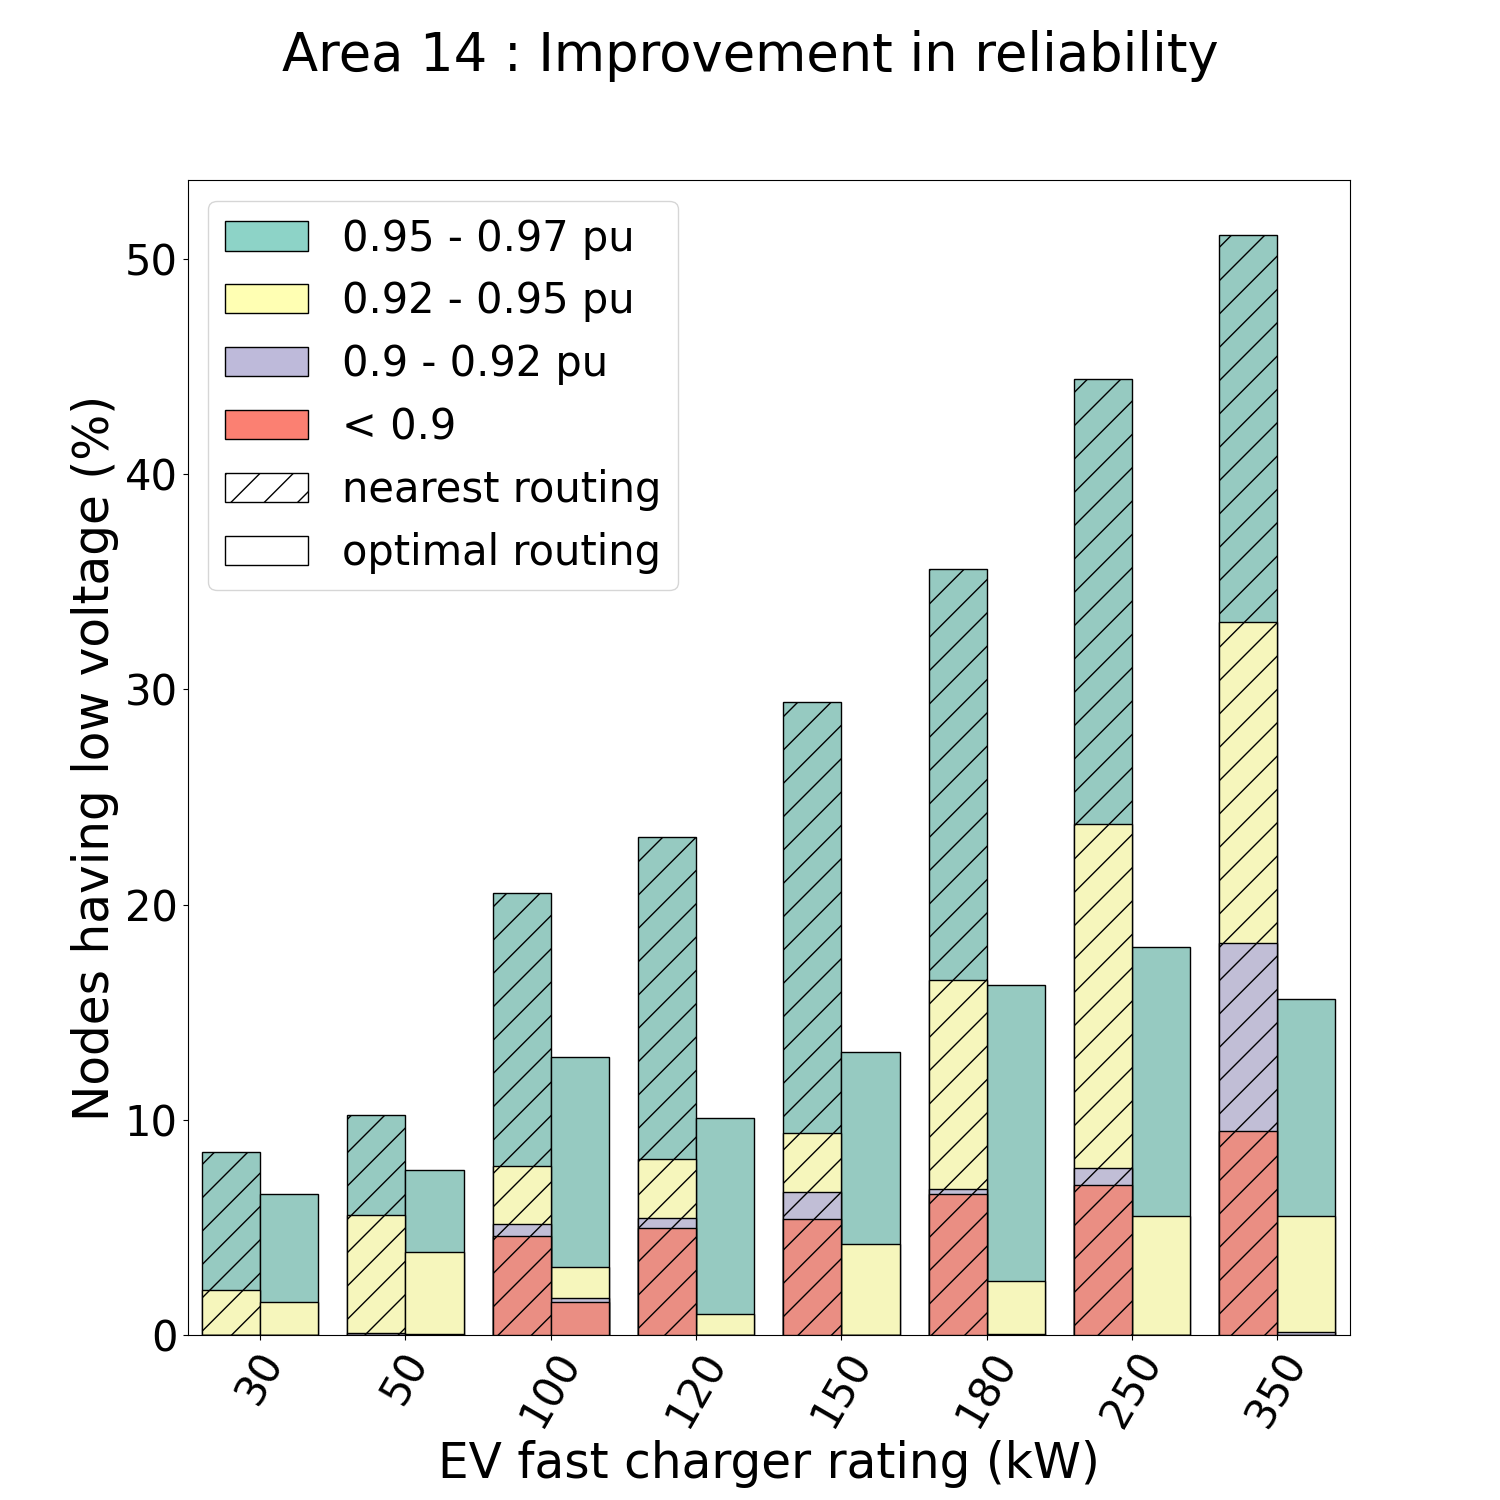 Area 14 : Improvement in reliability
0.95 - 0.97 pu
0.92 - 0.95 pu
0.9 - 0.92 pu
< 0.9
nearest routing
optimal routing
Nodes having low voltage (%)
50
40
30
20
10
0
30 50 100 120 150 180 250 350
EV fast charger rating (kW)